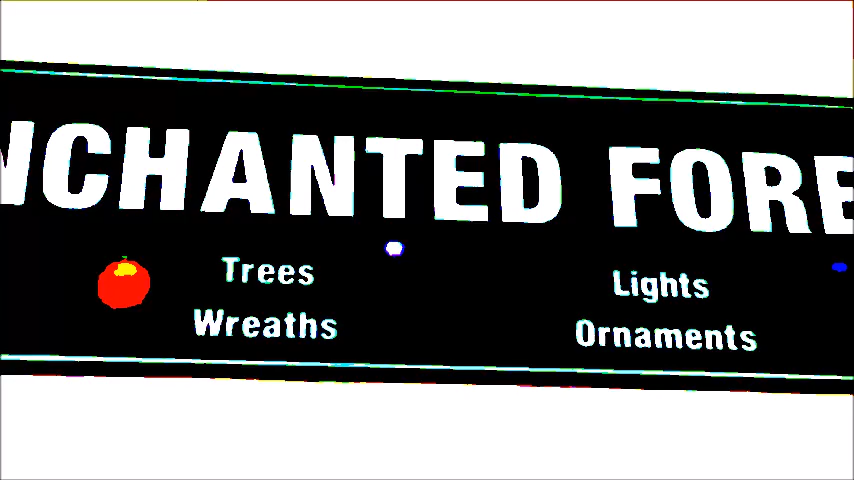 NCHANTED FORE
Trees
Wreaths
Lights
Ornaments